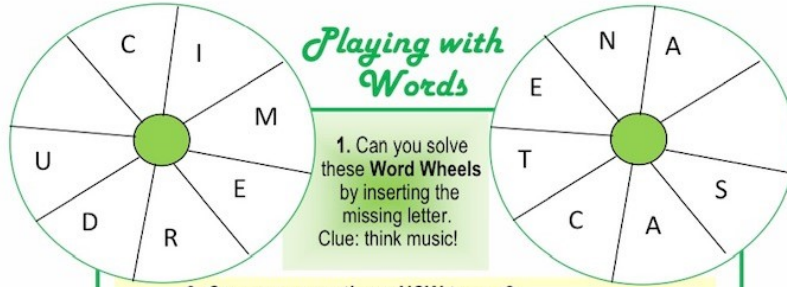 Playing with
Words
1. Can you solve
these Word Wheels
by inserting the
missing letter.
Clue: think music!
C
I
M
E
R
D
U
N
A
S
A
C
T
E